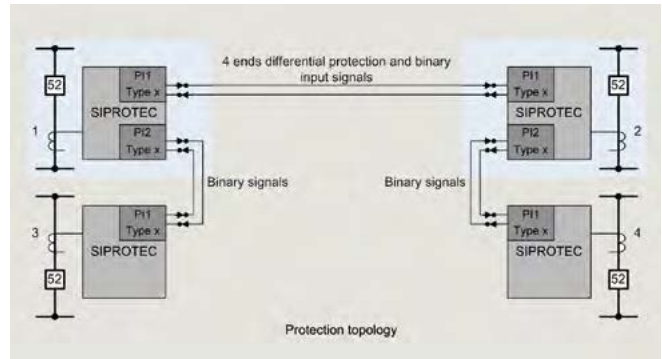 4 ends differential protection and binary
input signals
52
PI1
Type x
SIPROTEC
PI2
Type x
1
PI1
Type x
SIPROTEC
PI2
Type x
52
2
Binary signals
Binary signals
3
PI1
Type x
SIPROTEC
52
PI1
Type x
SIPROTEC
4
52
Protection topology